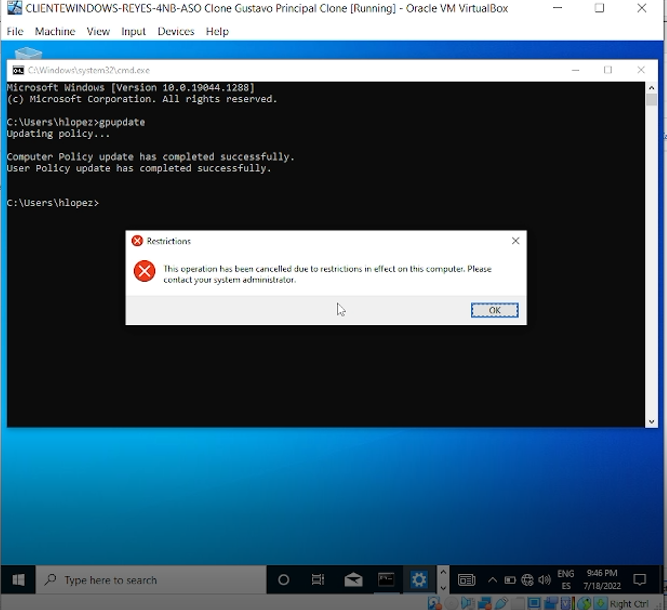 CLIENTEWINDOWS-REYES-4NB-ASO Clone Gustavo Principal Clone [Running] - Oracle VM VirtualBox
File Machine View Input Devices Help
C:\Windows\system32\cmd.exe
Microsoft Windows [Version 10.0.19044.1288]
(c) Microsoft Corporation. All rights reserved.
C:\Users\hlopez>gpupdate
Updating policy...
Computer Policy update has completed successfully.
User Policy update has completed successfully.
C:\Users\hlopez>
Restrictions
This operation has been cancelled due to restrictions in effect on this computer. Please
contact your system administrator.
OK
Type here to search
ENG
ES
9:46 PM
7/18/2022
Right Ctrl